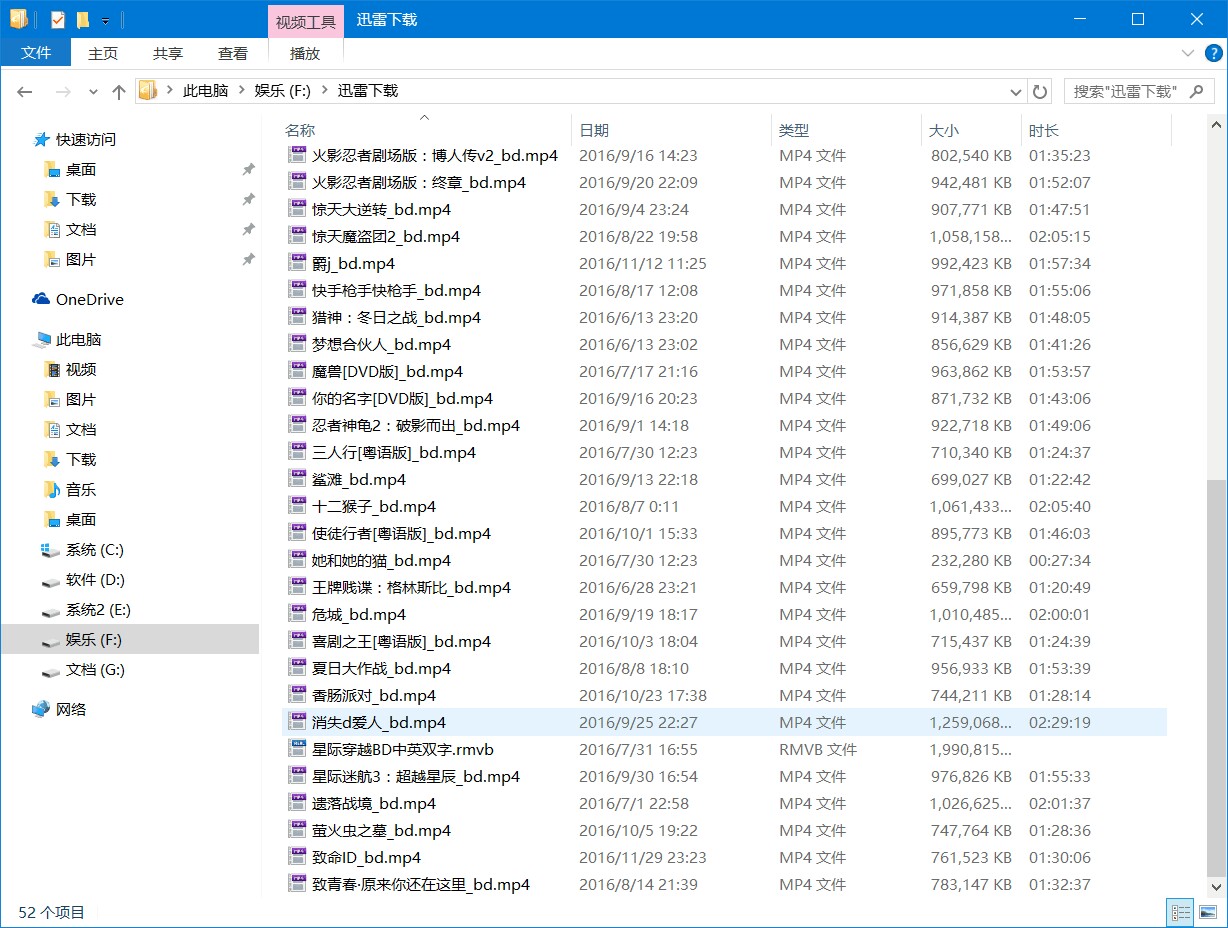 视频工具 迅雷下载
文件 主页 共享 查看 播放
此电脑 娱乐 (F:) 迅雷下载 搜索"迅雷下载"
快速访问
桌面
下载
文档
图片
OneDrive
此电脑
视频
图片
文档
下载
音乐
桌面
系统 (C:)
软件 (D:)
系统2 (E:)
娱乐 (F:)
文档 (G:)
网络
名称 日期 类型 大小 时长
火影忍者剧场版：博人传v2_bd.mp4 2016/9/16 14:23 MP4 文件 802,540 KB 01:35:23
火影忍者剧场版：终章_bd.mp4 2016/9/20 22:09 MP4 文件 942,481 KB 01:52:07
惊天大逆转_bd.mp4 2016/9/4 23:24 MP4 文件 907,771 KB 01:47:51
惊天魔盗团2_bd.mp4 2016/8/22 19:58 MP4 文件 1,058,158... 02:05:15
爵j_bd.mp4 2016/11/12 11:25 MP4 文件 992,423 KB 01:57:34
快手枪手快枪手_bd.mp4 2016/8/17 12:08 MP4 文件 971,858 KB 01:55:06
猎神：冬日之战_bd.mp4 2016/6/13 23:20 MP4 文件 914,387 KB 01:48:05
梦想合伙人_bd.mp4 2016/6/13 23:02 MP4 文件 856,629 KB 01:41:26
魔兽[DVD版]_bd.mp4 2016/7/17 21:16 MP4 文件 963,862 KB 01:53:57
你的名字[DVD版]_bd.mp4 2016/9/16 20:23 MP4 文件 871,732 KB 01:43:06
忍者神龟2：破影而出_bd.mp4 2016/9/1 14:18 MP4 文件 922,718 KB 01:49:06
三人行[粤语版]_bd.mp4 2016/7/30 12:23 MP4 文件 710,340 KB 01:24:37
鲨滩_bd.mp4 2016/9/13 22:18 MP4 文件 699,027 KB 01:22:42
十二猴子_bd.mp4 2016/8/7 0:11 MP4 文件 1,061,433... 02:05:40
使徒行者[粤语版]_bd.mp4 2016/10/1 15:33 MP4 文件 895,773 KB 01:46:03
她和她的猫_bd.mp4 2016/7/30 12:23 MP4 文件 232,280 KB 00:27:34
王牌贱谍：格林斯比_bd.mp4 2016/6/28 23:21 MP4 文件 659,798 KB 01:20:49
危城_bd.mp4 2016/9/19 18:17 MP4 文件 1,010,485... 02:00:01
喜剧之王[粤语版]_bd.mp4 2016/10/3 18:04 MP4 文件 715,437 KB 01:24:39
夏日大作战_bd.mp4 2016/8/8 18:10 MP4 文件 956,933 KB 01:53:39
香肠派对_bd.mp4 2016/10/23 17:38 MP4 文件 744,211 KB 01:28:14
消失d爱人_bd.mp4 2016/9/25 22:27 MP4 文件 1,259,068... 02:29:19
星际穿越BD中英双字.rmvb 2016/7/31 16:55 RMVB 文件 1,990,815...
星际迷航3：超越星辰_bd.mp4 2016/9/30 16:54 MP4 文件 976,826 KB 01:55:33
遗落战境_bd.mp4 2016/7/1 22:58 MP4 文件 1,026,625... 02:01:37
萤火虫之墓_bd.mp4 2016/10/5 19:22 MP4 文件 747,764 KB 01:28:36
致命ID_bd.mp4 2016/11/29 23:23 MP4 文件 761,523 KB 01:30:06
致青春·原来你还在这里_bd.mp4 2016/8/14 21:39 MP4 文件 783,147 KB 01:32:37
52 个项目